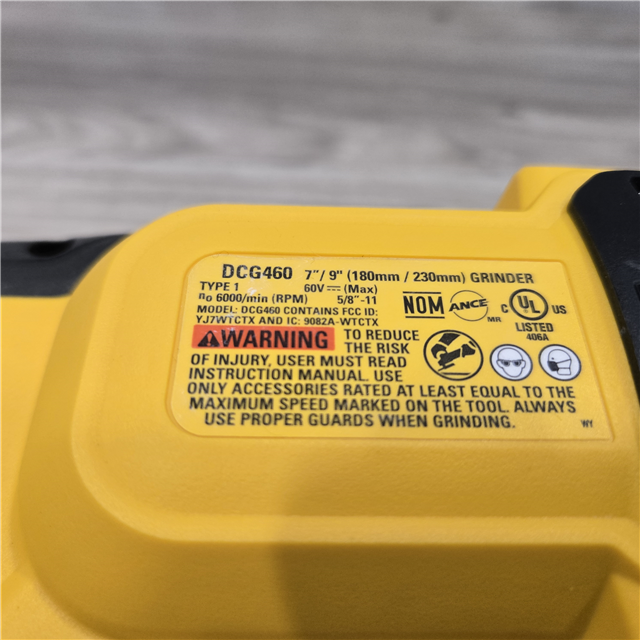 DCG460 7"/ 9" (180mm / 230mm) GRINDER
TYPE 1 60V⎓(Max)
no 6000/min (RPM) 5/8"-11
MODEL: DCG460 CONTAINS FCC ID:
YJ7WTCTX AND IC: 9082A-WTCTX
NOM ANCE MR
C UL US
LISTED
406A
WARNING TO REDUCE
THE RISK
OF INJURY, USER MUST READ
INSTRUCTION MANUAL. USE
ONLY ACCESSORIES RATED AT LEAST EQUAL TO THE
MAXIMUM SPEED MARKED ON THE TOOL. ALWAYS
USE PROPER GUARDS WHEN GRINDING.
WY